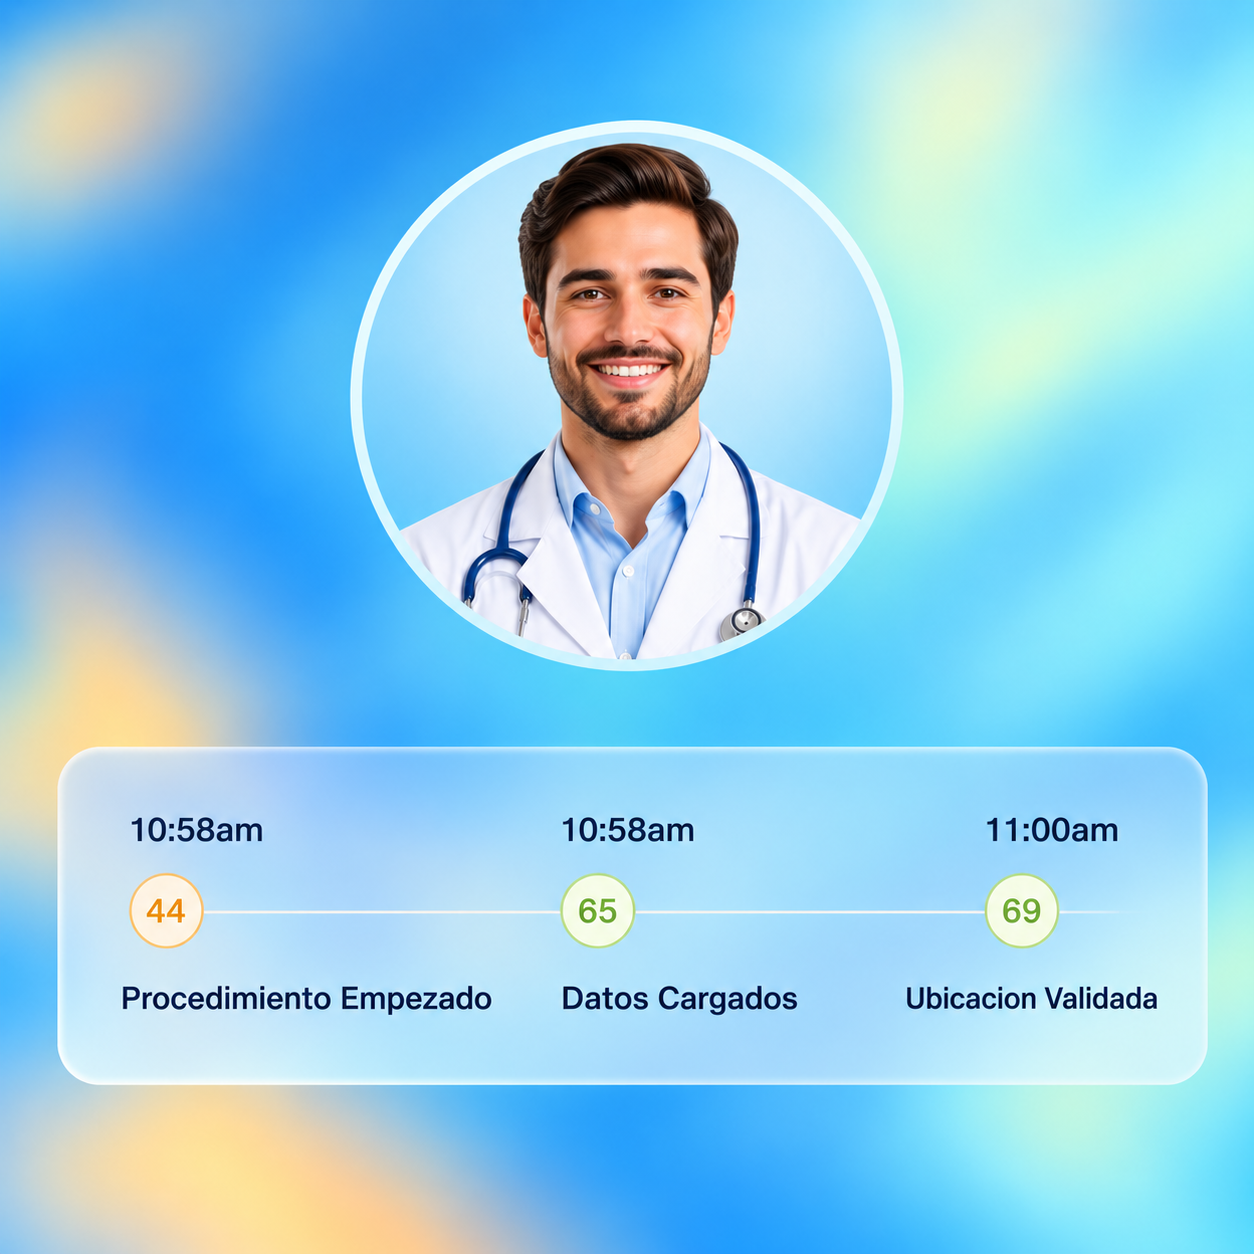 10:58am 10:58am 11:00am
44 65 69
Procedimiento Empezado Datos Cargados Ubicacion Validada